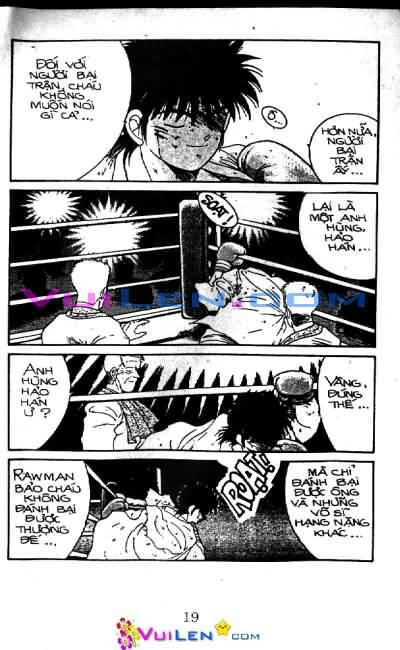 ĐỐI VỚI
NGƯỜI BẠI
TRẬN, CHÁU
KHÔNG
MUỐN NÓI
GÌ CẢ...
Ồ...
HƠN NỮA,
NGƯỜI
BẠI
TRẬN
ẤY...
SOẠT!
LẠI LÀ
MỘT ANH
HÙNG,
HẢO
HÁN...
VuiLEN.COM
ANH
HÙNG
HẢO
HÁN
Ư?
VÂNG,
ĐÚNG
THẾ...
RAWMAN
BẢO CHÁU
KHÔNG
ĐÁNH BẠI
ĐƯỢC
THƯỢNG
ĐẾ...
MÀ CHỈ
ĐÁNH BẠI
ĐƯỢC ÔNG
VÀ NHỮNG
VÕ SĨ
HẠNG NẶNG
KHÁC...
19
VuiLEN.COM